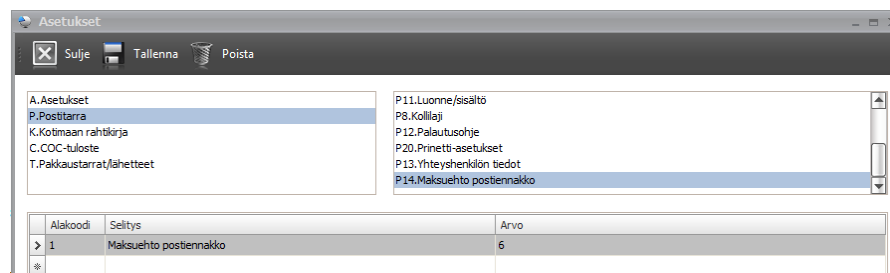 Asetukset
Sulje Tallenna Poista
A.Asetukset
P.Postitarra
K.Kotimaan rahtikirja
C.COC-tuloste
T.Pakkaustarrat/lähetteet
P11.Luonne/sisältö
P8.Kollilaji
P12.Palautusohje
P20.Prinetti-asetukset
P13.Yhteyshenkilön tiedot
P14.Maksuehto postiennakko
Alakoodi Selitys Arvo
1 Maksuehto postiennakko 6